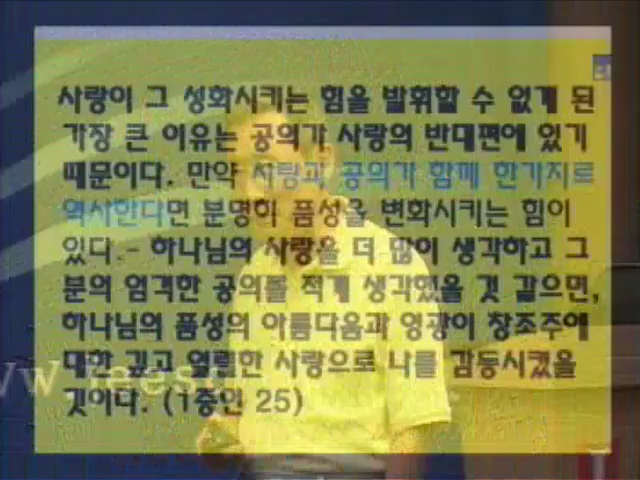 사랑이 그 성화시키는 힘을 발휘할 수 없게 된
가장 큰 이유는 공의가 사랑의 반대편에 있기
때문이다. 만약 사랑과 공의가 함께 한가지로
역사한다면 분명히 품성을 변화시키는 힘이
있다.- 하나님의 사랑을 더 많이 생각하고 그
분의 엄격한 공의를 적게 생각했을 것 같으면,
하나님의 품성의 아름다움과 영광이 창조주에
대한 깊고 열렬한 사랑으로 나를 감동시켰을
것이다. (1증언 25)